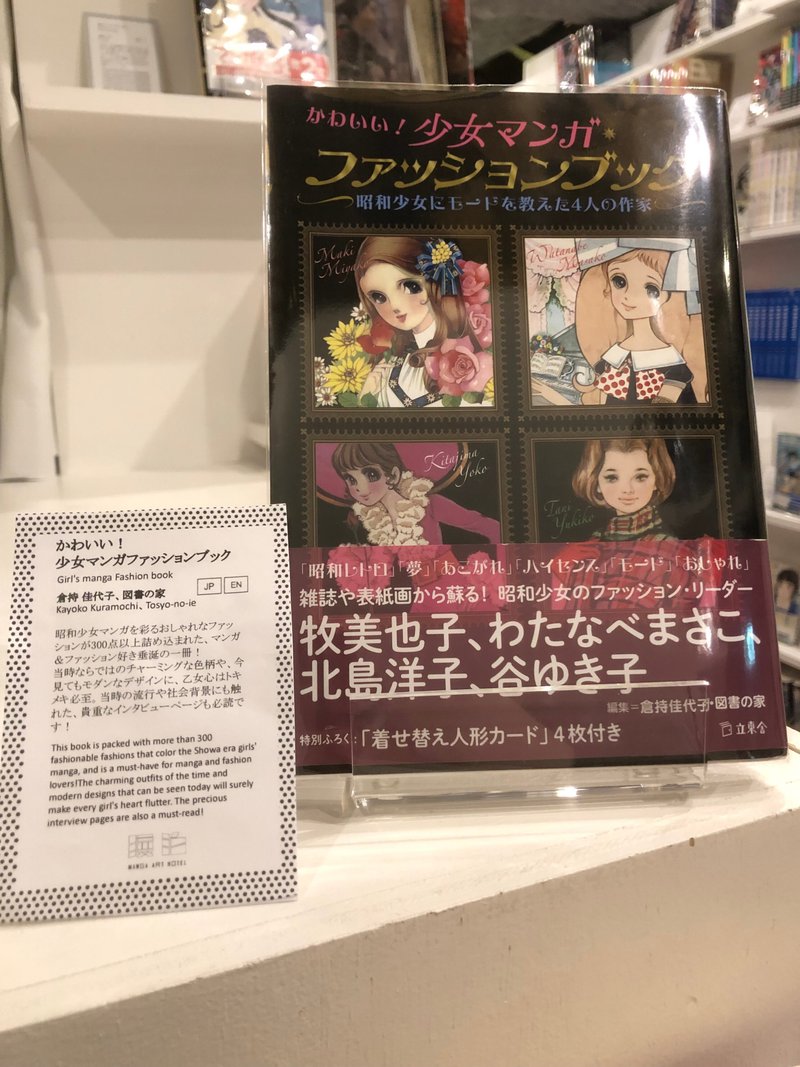 かわいい!少女マンガ
ファッションブック
昭和少女にモードを教えた4人の作家
Maki
Miyako
Watanabe
Masako
Kitajima
Yoko
Tani
Yukiko
「昭和レトロ」「夢」「あこがれ」「ハイセンス」「モード」「おしゃれ」
雑誌や表紙画から蘇る! 昭和少女のファッション・リーダー
牧美也子、わたなべまさこ、
北島洋子、谷ゆき子
編集=倉持佳代子・図書の家
特別ふろく:「着せ替え人形カード」4枚付き
立東舎
かわいい!
少女マンガファッションブック
Girl's manga Fashion book
JP
EN
倉持 佳代子、図書の家
Kayoko Kuramochi、Tosyo-no-ie
昭和少女マンガを彩るおしゃれなファッ
ションが300点以上詰め込まれた、マンガ
&ファッション好き垂涎の一冊!
当時ならではのチャーミングな色柄や、今
見てもモダンなデザインに、乙女心はトキ
メキ必至。当時の流行や社会背景にも触
れた、貴重なインタビューページも必読で
す!
This book is packed with more than 300
fashionable fashions that color the Showa era girls'
manga, and is a must-have for manga and fashion
lovers!The charming outfits of the time and
modern designs that can be seen today will surely
make every girl's heart flutter. The precious
interview pages are also a must-read!
MANGA ART HOTEL